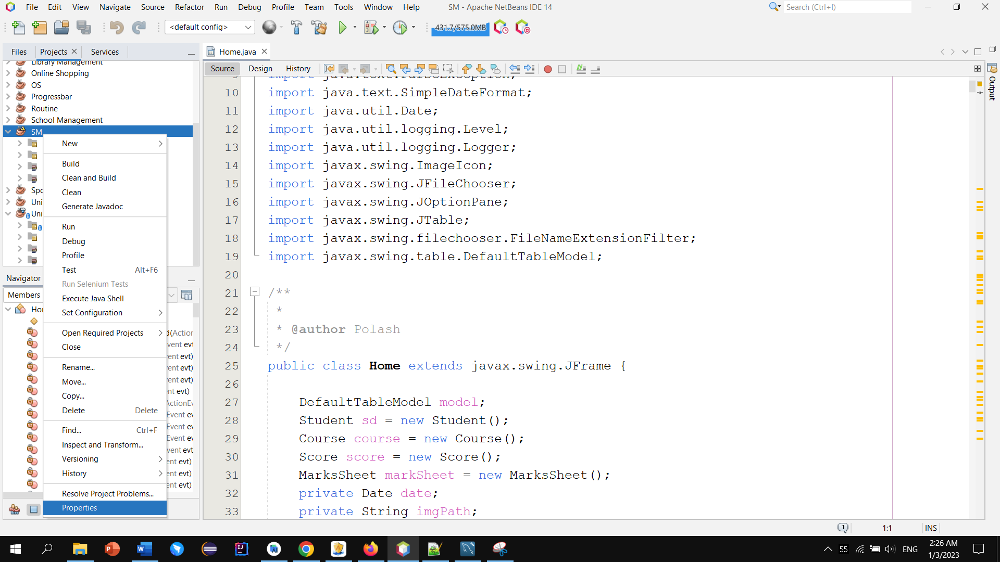 File Edit View Navigate Source Refactor Run Debug Profile Team Tools Window Help
SM - Apache NetBeans IDE 14
Search (Ctrl+I)
<default config>
431.7/575.0MB
Files Projects Services
Library Management
Online Shopping
OS
Progressbar
Routine
School Management
SM
Spo
Uni
Uni
New
Build
Clean and Build
Clean
Generate Javadoc
Run
Debug
Profile
Test Alt+F6
Run Selenium Tests
Execute Java Shell
Set Configuration
Open Required Projects
Close
Rename...
Move...
Copy...
Delete Delete
Find... Ctrl+F
Inspect and Transform...
Versioning
History
Resolve Project Problems...
Properties
Navigator
Members
Hor
d(Action
vent evt
ent evt)
ent evt)
ent evt)
nt evt)
ActionEv
Event ev
Event evt
Event ev
vent evt
ent evt)
ent evt)
ent evt)
Home.java
Source Design History
9 import java.text.ParseException;
10 import java.text.SimpleDateFormat;
11 import java.util.Date;
12 import java.util.logging.Level;
13 import java.util.logging.Logger;
14 import javax.swing.ImageIcon;
15 import javax.swing.JFileChooser;
16 import javax.swing.JOptionPane;
17 import javax.swing.JTable;
18 import javax.swing.filechooser.FileNameExtensionFilter;
19 import javax.swing.table.DefaultTableModel;
20
21 /**
22 *
23 * @author Polash
24 */
25 public class Home extends javax.swing.JFrame {
26
27 DefaultTableModel model;
28 Student sd = new Student();
29 Course course = new Course();
30 Score score = new Score();
31 MarksSheet markSheet = new MarksSheet();
32 private Date date;
33 private String imgPath;
Output
1
1:1 INS
55 ENG
2:26 AM
1/3/2023